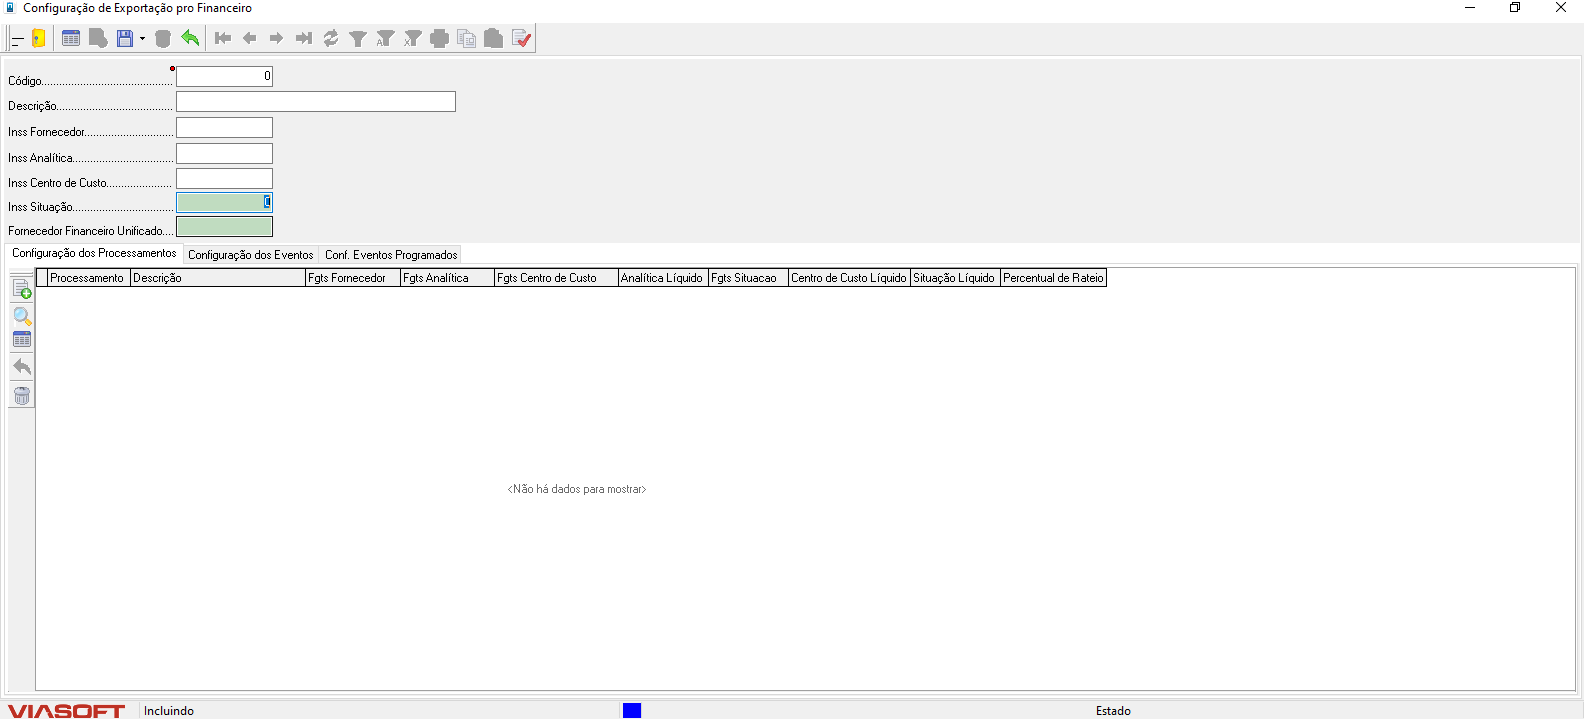 Configuração de Exportação pro Financeiro
Código............................................ 0
Descrição.......................................
Inss Fornecedor..............................
Inss Analítica..................................
Inss Centro de Custo......................
Inss Situação.................................. 0
Fornecedor Financeiro Unificado....
Configuração dos Processamentos Configuração dos Eventos Conf. Eventos Programados
Processamento Descrição Fgts Fornecedor Fgts Analítica Fgts Centro de Custo Analítica Líquido Fgts Situacao Centro de Custo Líquido Situação Líquido Percentual de Rateio
<Não há dados para mostrar>
VIASOFT Incluindo Estado